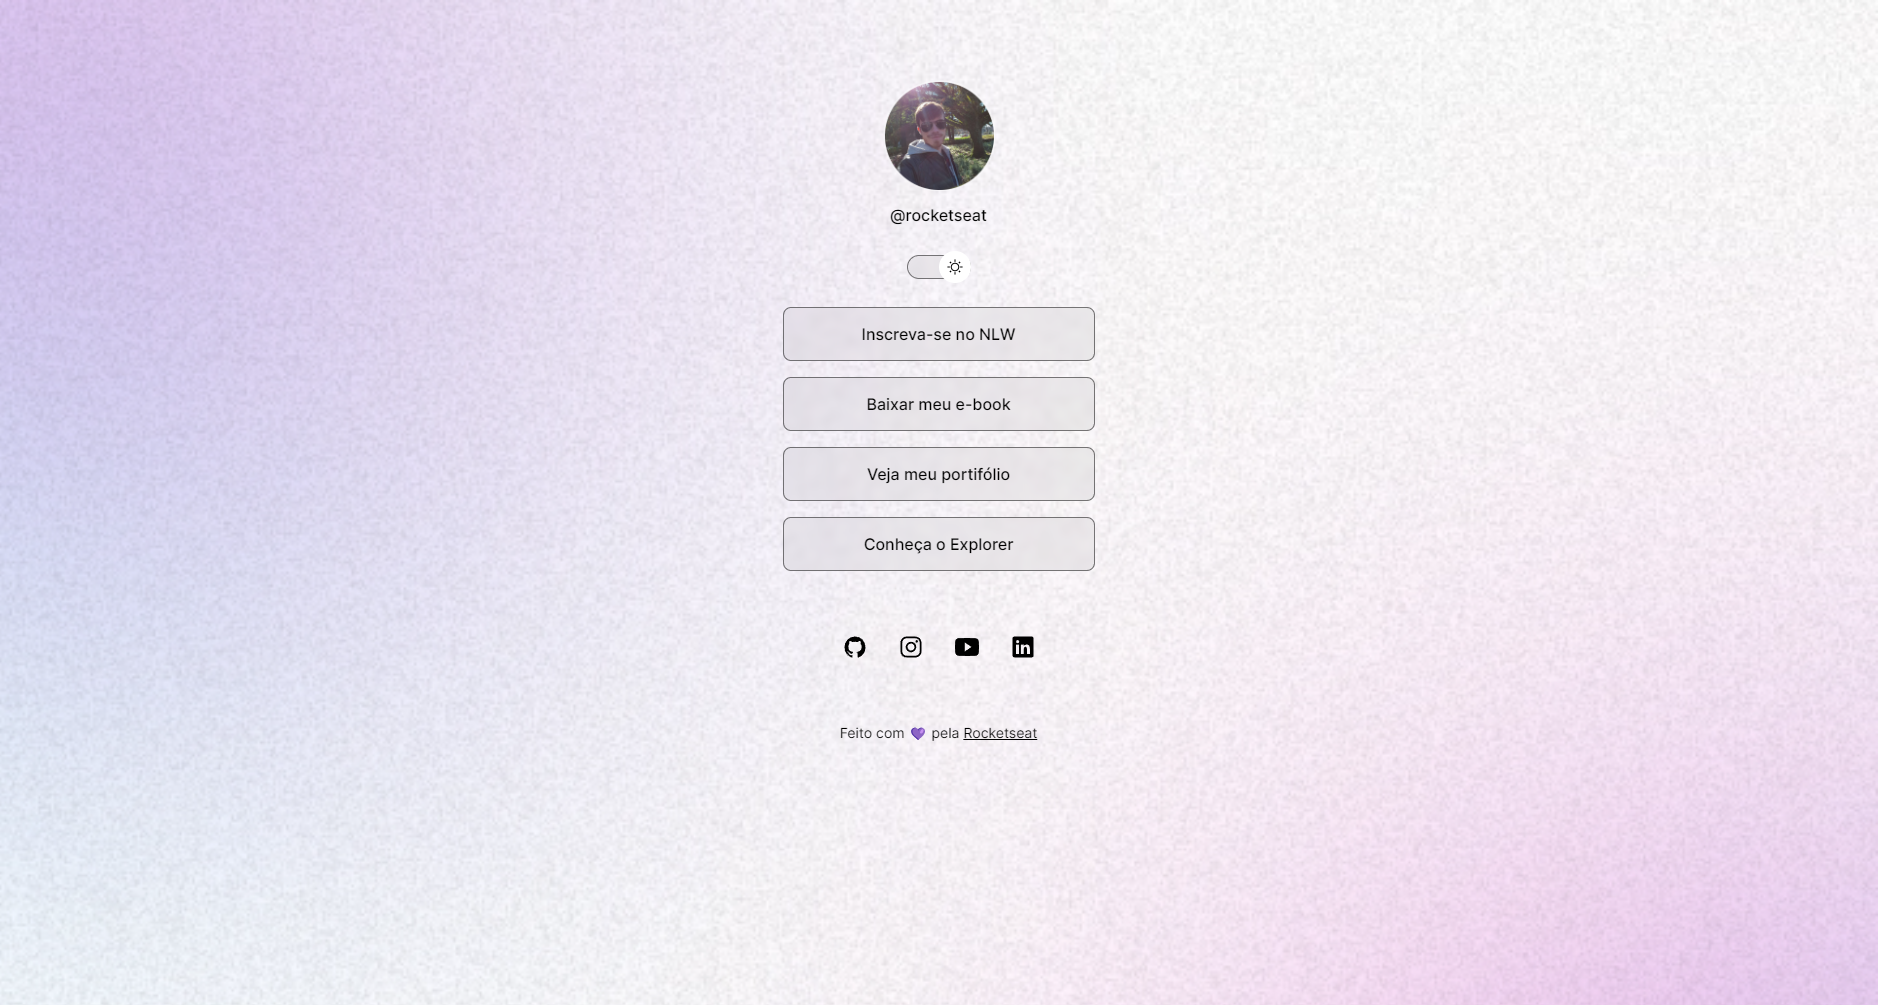 @rocketseat
Inscreva-se no NLW
Baixar meu e-book
Veja meu portifólio
Conheça o Explorer
Feito com 💜 pela Rocketseat